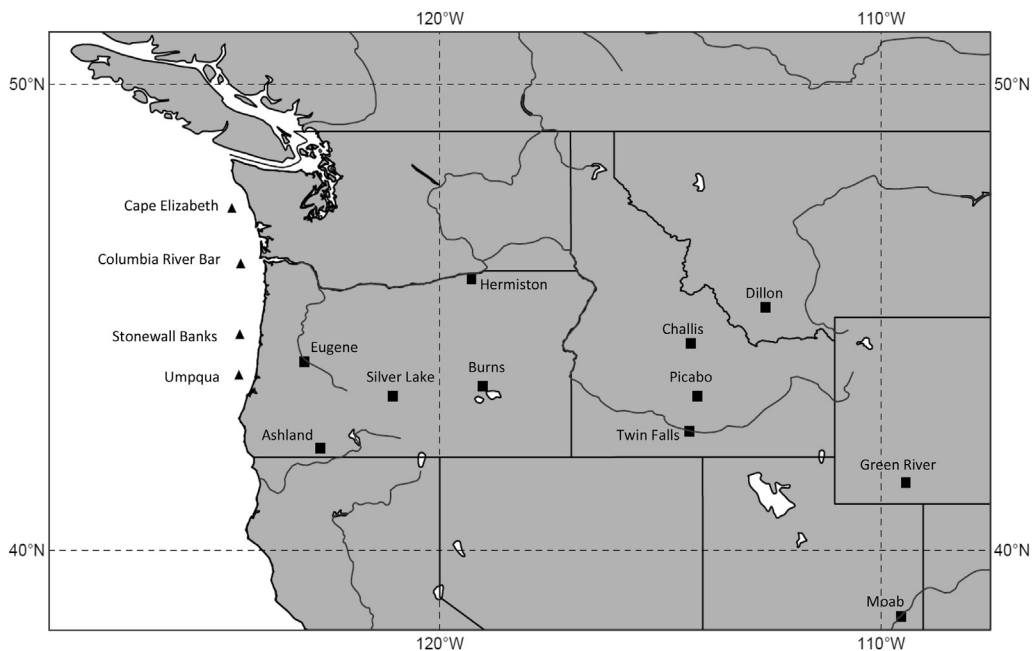 120°W
110°W
50°N
50°N
Cape Elizabeth
Columbia River Bar
Hermiston
Dillon
Stonewall Banks
Challis
Eugene
Umpqua
Silver Lake
Burns
Picabo
Ashland
Twin Falls
Green River
40°N
40°N
Moab
120°W
110°W